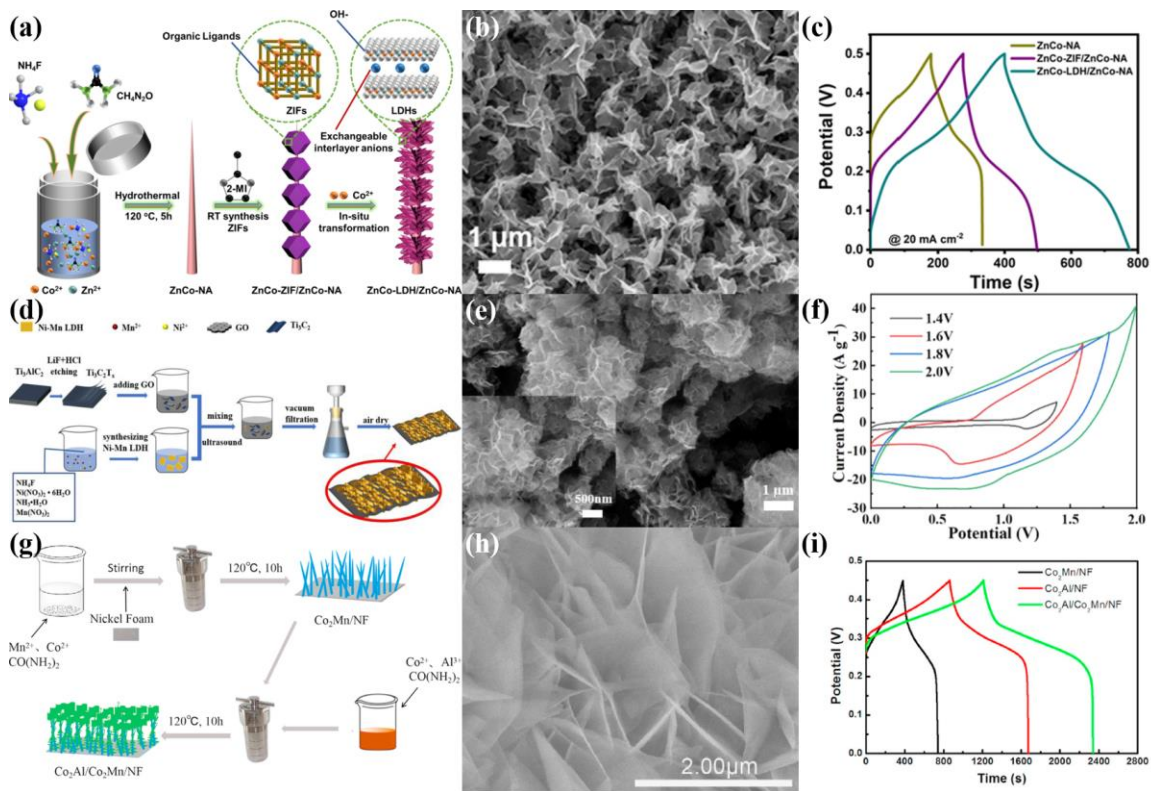 (a)
NH₄F
CH₄N₂O
Organic Ligands
OH-
ZIFs
LDHs
Exchangeable
interlayer anions
Hydrothermal
120 °C, 5h
2-MI
RT synthesis
ZIFs
Co²⁺
In-situ
transformation
Co²⁺ Zn²⁺
ZnCo-NA
ZnCo-ZIF/ZnCo-NA
ZnCo-LDH/ZnCo-NA
(b)
1 μm
(c)
ZnCo-NA
ZnCo-ZIF/ZnCo-NA
ZnCo-LDH/ZnCo-NA
Potential (V)
0.5
0.4
0.3
0.2
0.1
0.0
@ 20 mA cm⁻²
0 200 400 600 800
Time (s)
(d)
Ni-Mn LDH Mn²⁺ Ni²⁺ GO Ti₃C₂
Ti₃AlC₂
LiF+HCl
etching
Ti₃C₂Tₓ
adding GO
mixing
ultrasound
vacuum
filtration
air dry
synthesizing
Ni-Mn LDH
NH₄F
Ni(NO₃)₂・6H₂O
NH₃•H₂O
Mn(NO₃)₂
(e)
500nm
1 μm
(f)
1.4V
1.6V
1.8V
2.0V
Current Density (A g⁻¹)
40
30
20
10
0
-10
-20
-30
-40
0.0 0.5 1.0 1.5 2.0
Potential (V)
(g)
Stirring
Nickel Foam
Mn²⁺、Co²⁺
CO(NH₂)₂
120℃, 10h
Co₂Mn/NF
Co²⁺、Al³⁺
CO(NH₂)₂
120℃, 10h
Co₂Al/Co₂Mn/NF
(h)
2.00μm
(i)
Co₂Mn/NF
Co₂Al/NF
Co₂Al/Co₂Mn/NF
Potential (V)
0.5
0.4
0.3
0.2
0.1
0.0
0 400 800 1200 1600 2000 2400 2800
Time (s)